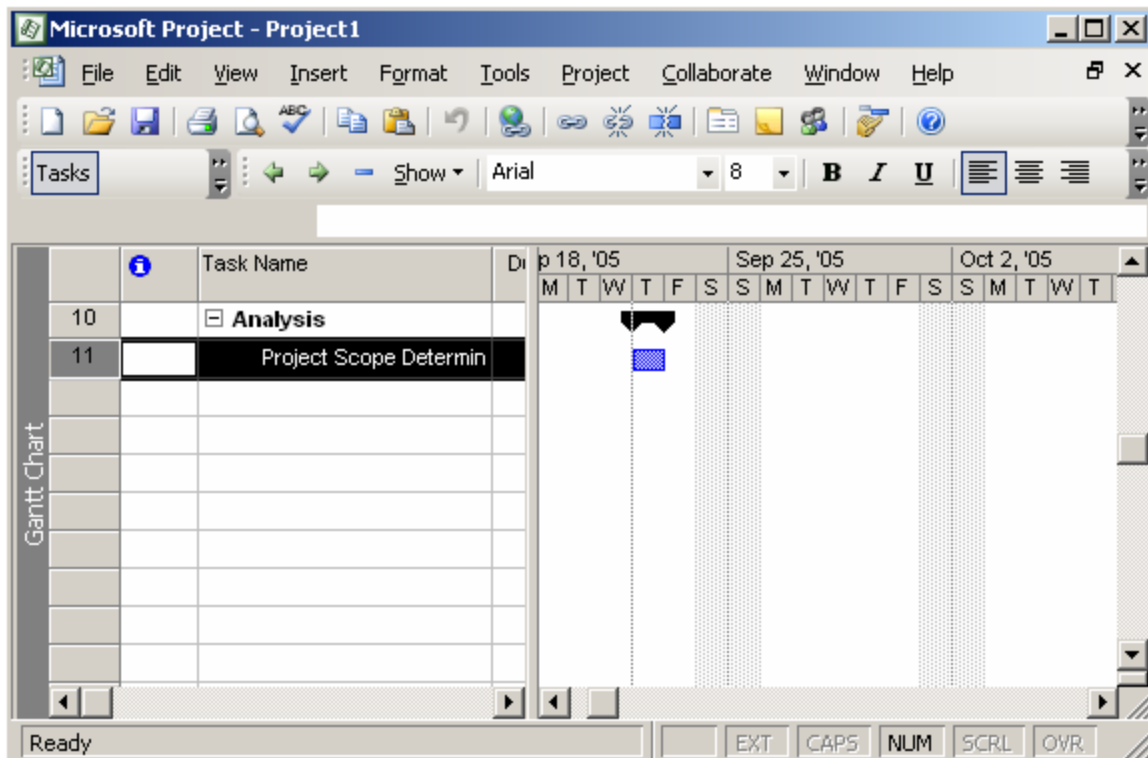 Microsoft Project - Project1
File Edit View Insert Format Tools Project Collaborate Window Help
ABC
Tasks Show Arial 8 B I U
Task Name Du p 18, '05 Sep 25, '05 Oct 2, '05
M T W T F S S M T W T F S S M T W T
10 Analysis
11 Project Scope Determin
Gantt Chart
Ready EXT CAPS NUM SCRL OVR